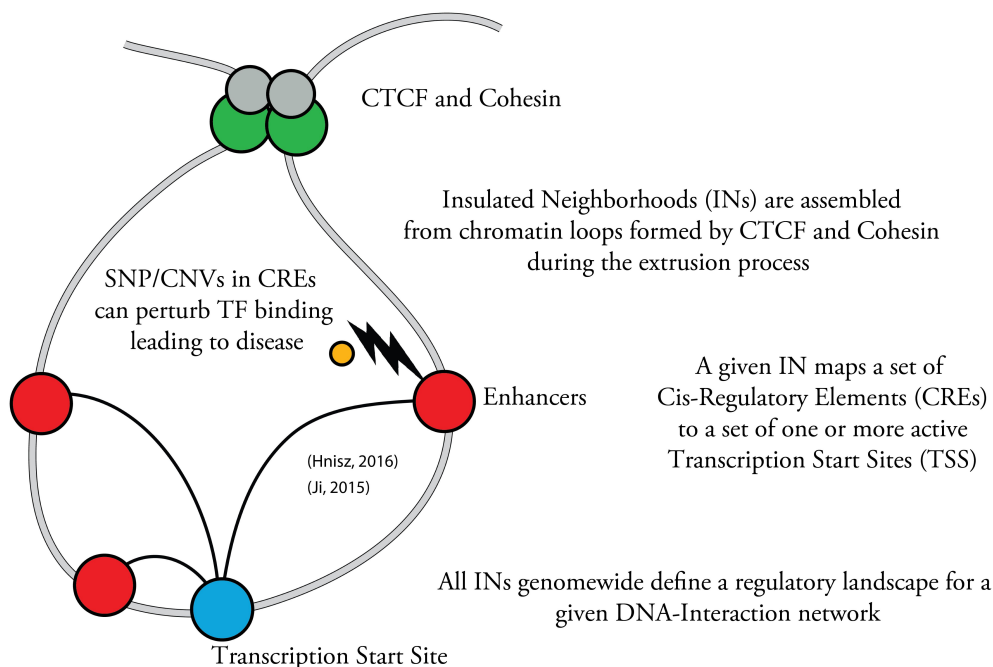 CTCF and Cohesin
Insulated Neighborhoods (INs) are assembled
from chromatin loops formed by CTCF and Cohesin
during the extrusion process
SNP/CNVs in CREs
can perturb TF binding
leading to disease
Enhancers
A given IN maps a set of
Cis-Regulatory Elements (CREs)
to a set of one or more active
Transcription Start Sites (TSS)
(Hnisz, 2016)
(Ji, 2015)
All INs genomewide define a regulatory landscape for a
given DNA-Interaction network
Transcription Start Site